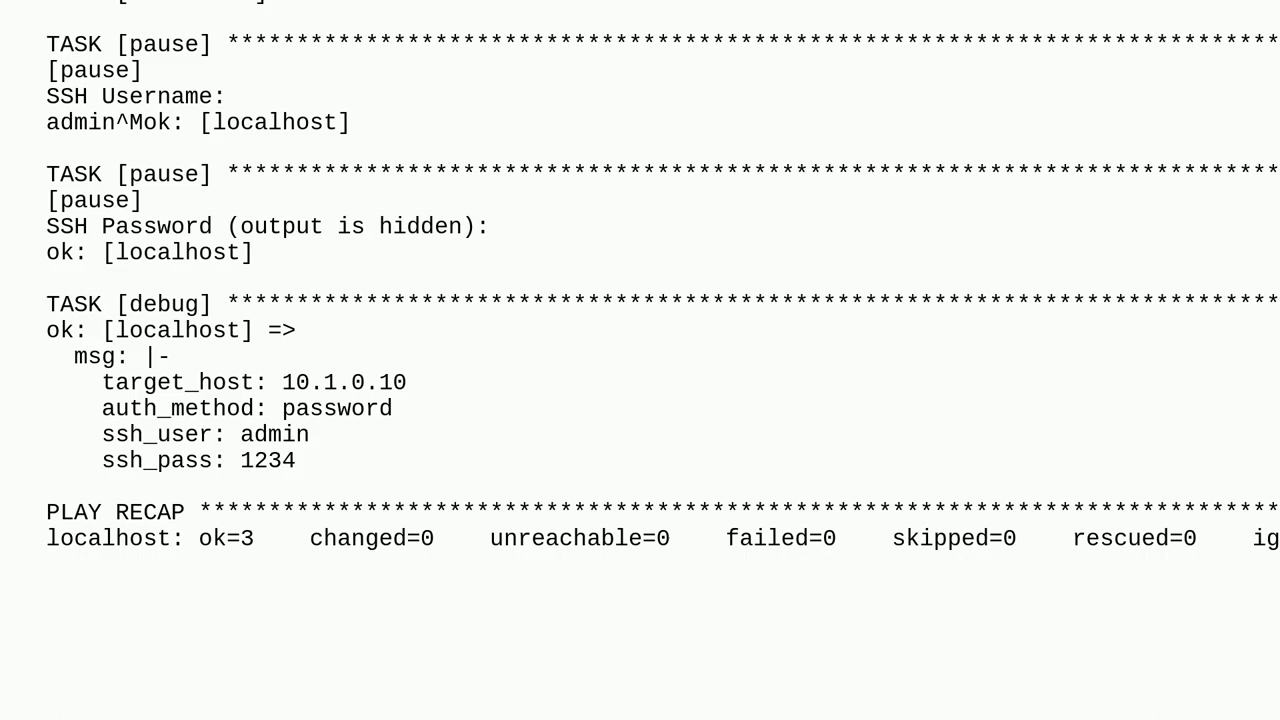 TASK [pause] ****************************************************************************
[pause]
SSH Username:
admin^Mok: [localhost]
TASK [pause] ****************************************************************************
[pause]
SSH Password (output is hidden):
ok: [localhost]
TASK [debug] ****************************************************************************
ok: [localhost] =>
msg: |-
target_host: 10.1.0.10
auth_method: password
ssh_user: admin
ssh_pass: 1234
PLAY RECAP ******************************************************************************
localhost: ok=3    changed=0    unreachable=0    failed=0    skipped=0    rescued=0    ig